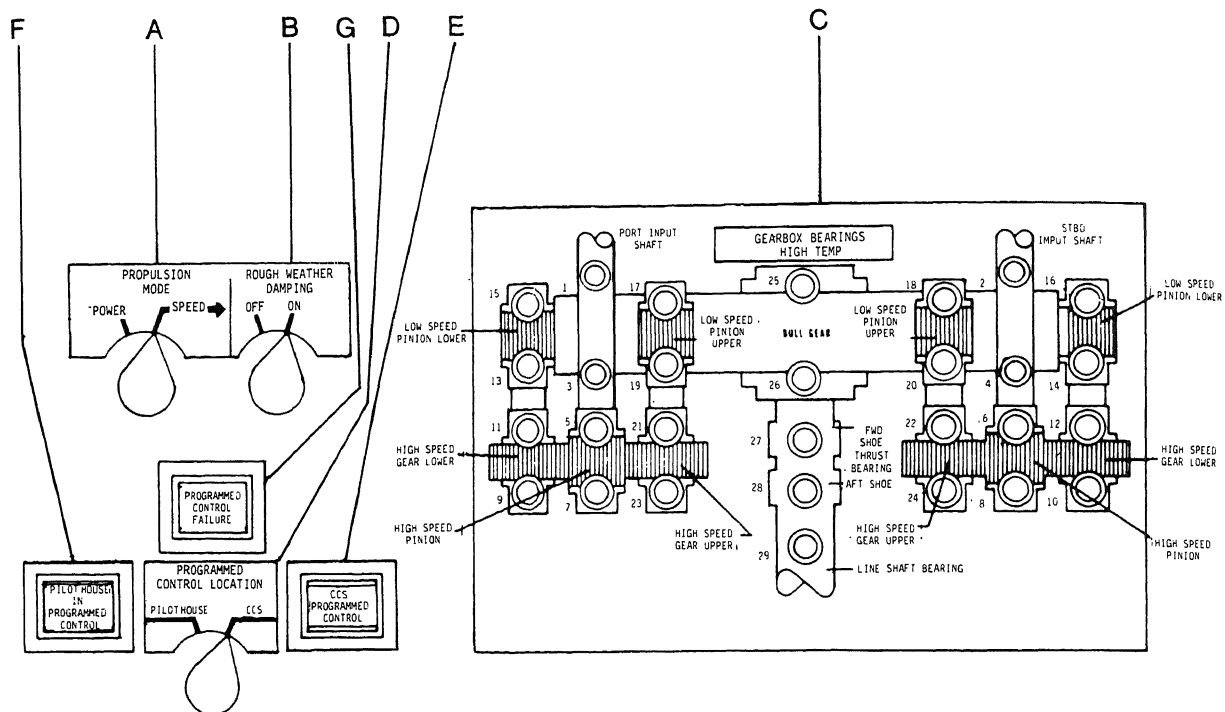 F
A
B
G
D
E
C
PROPULSION
MODE
POWER
SPEED
ROUGH WEATHER
DAMPING
OFF
ON
PROGRAMMED
CONTROL
FAILURE
PILOT HOUSE
IN
PROGRAMMED
CONTROL
PROGRAMMED
CONTROL LOCATION
PILOT HOUSE
CCS
CCS
PROGRAMMED
CONTROL
PORT INPUT
SHAFT
GEARBOX BEARINGS
HIGH TEMP
STBD
IMPUT SHAFT
15
1
17
25
18
2
16
LOW SPEED
PINION LOWER
LOW SPEED
PINION LOWER
LOW SPEED
PINION
UPPER
BULL GEAR
LOW SPEED
PINION
UPPER
13
3
19
26
20
4
14
11
5
21
27
FWD
SHOE
THRUST
BEARING
AFT SHOE
22
6
12
HIGH SPEED
GEAR LOWER
HIGH SPEED
GEAR LOWER
9
7
23
28
24
8
10
HIGH SPEED
PINION
HIGH SPEED
GEAR UPPER
HIGH SPEED
GEAR UPPER
HIGH SPEED
PINION
29
LINE SHAFT BEARING